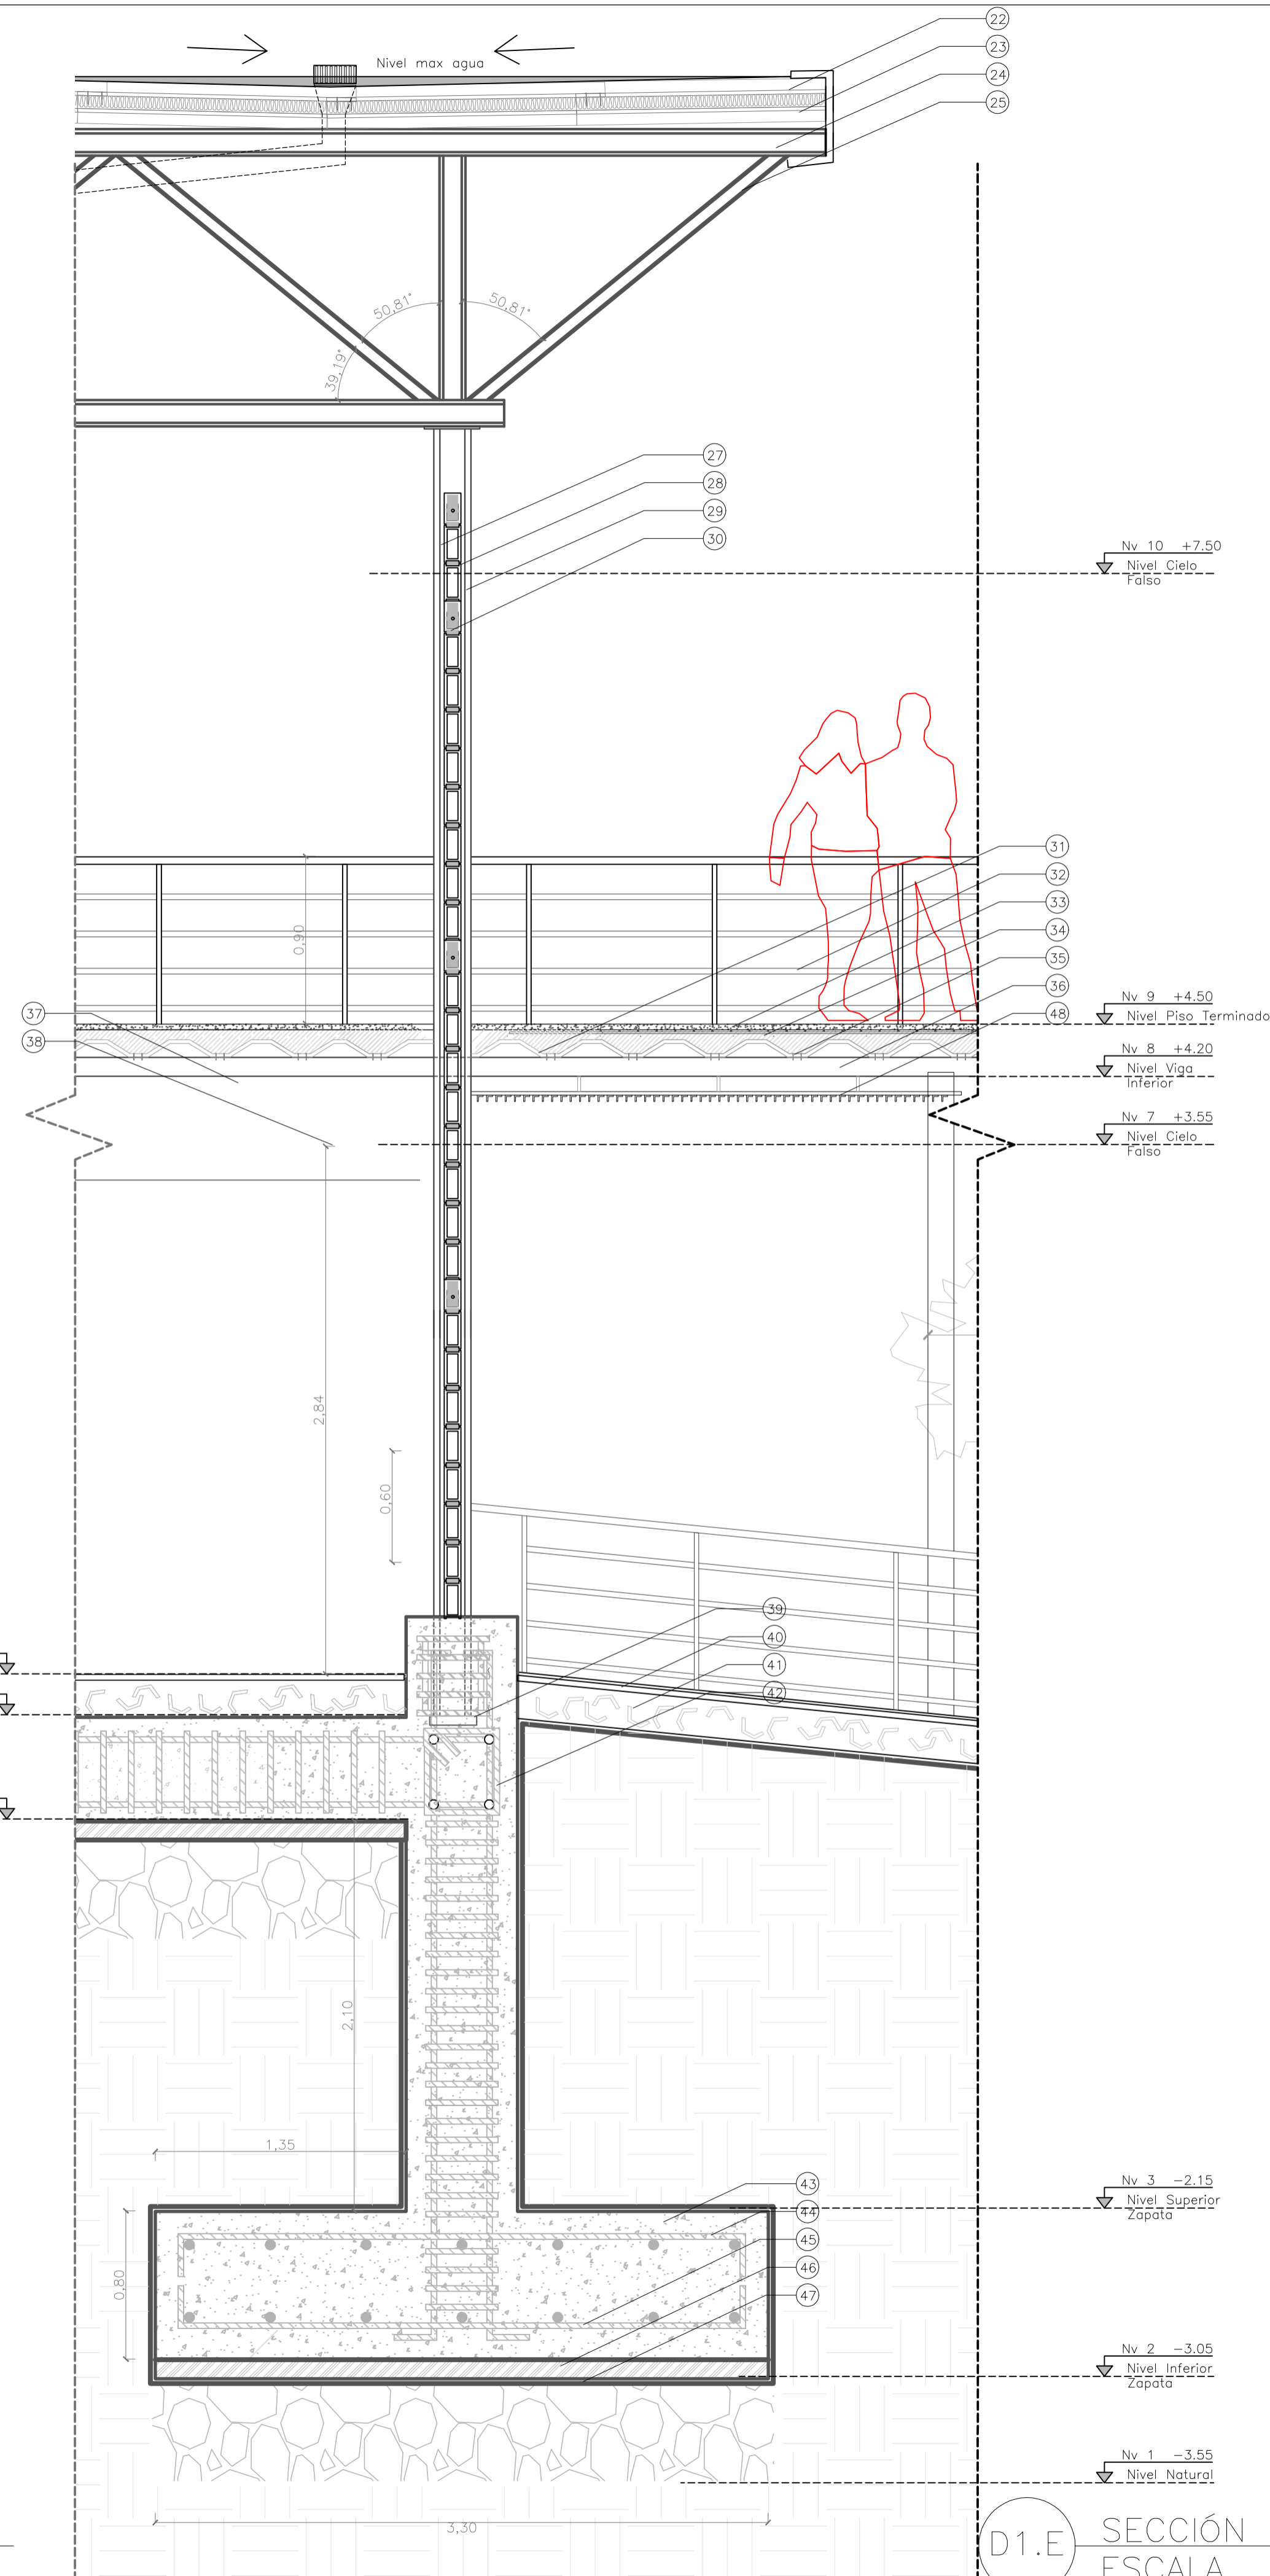 22
23
Nivel max agua
24
25
50,81°
50,81°
39,19°
27
28
29
30
Nv 10 +7.50
Nivel Cielo
Falso
31
32
33
34
35
36
48
0,90
37
38
Nv 9 +4.50
Nivel Piso Terminado
Nv 8 +4.20
Nivel Viga
Inferior
Nv 7 +3.55
Nivel Cielo
Falso
2,84
0,60
39
40
41
42
2,10
1,35
43
44
45
46
47
0,80
Nv 3 -2.15
Nivel Superior
Zapata
Nv 2 -3.05
Nivel Inferior
Zapata
Nv 1 -3.55
Nivel Natural
3,30
D1.E
SECCIÓN
ESCALA